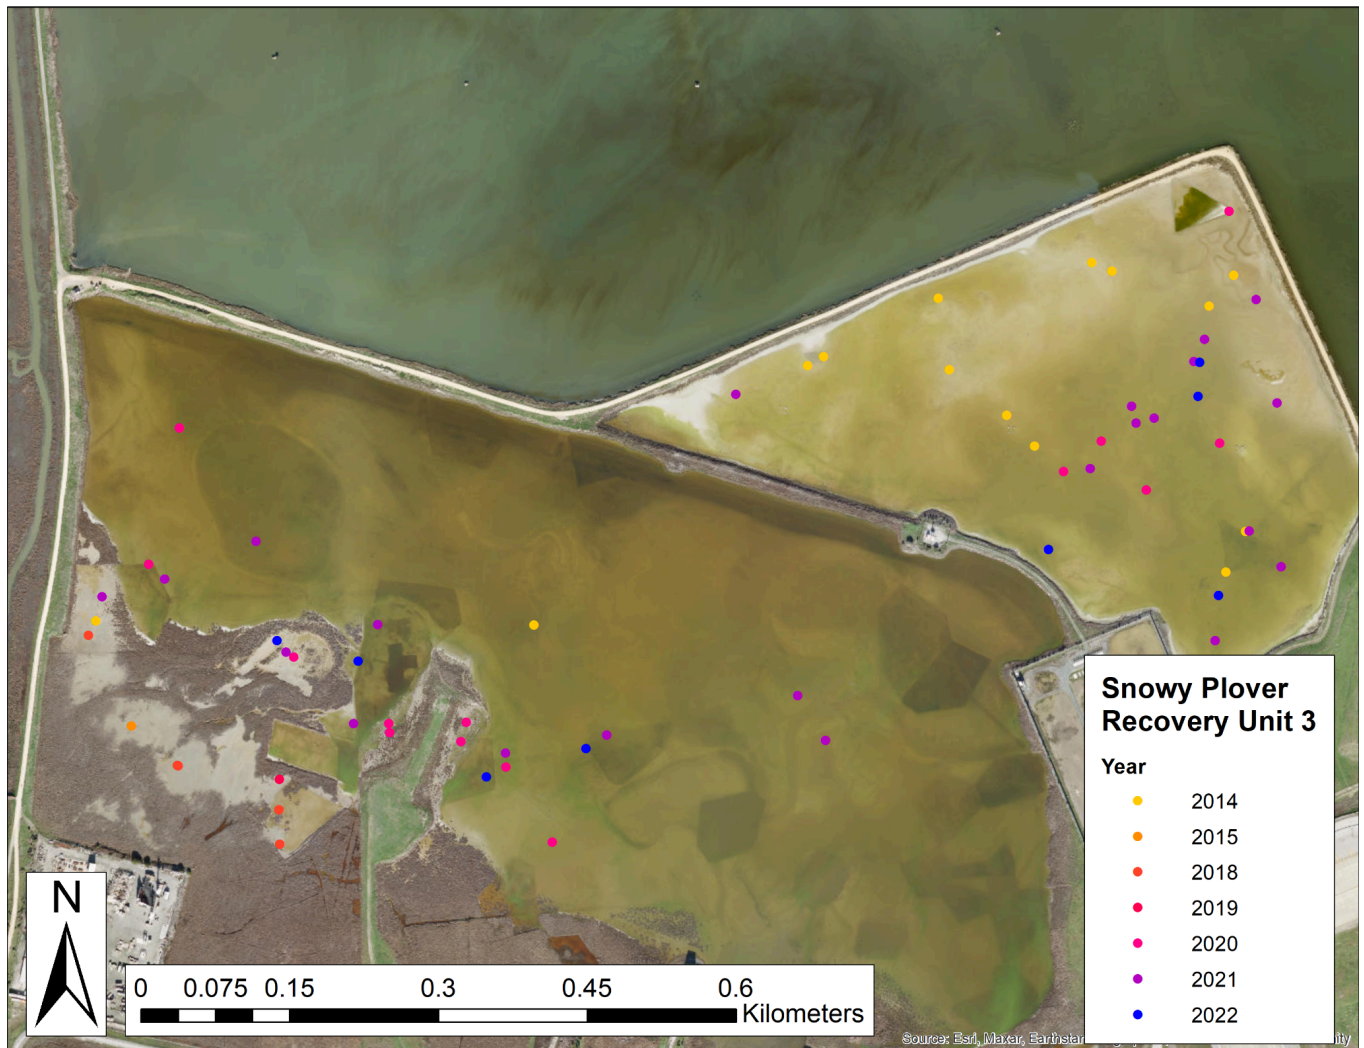 Snowy Plover
Recovery Unit 3
Year
2014
2015
2018
2019
2020
2021
2022
N
0 0.075 0.15 0.3 0.45 0.6
Kilometers
Source: Esri, Maxar, Earthstar